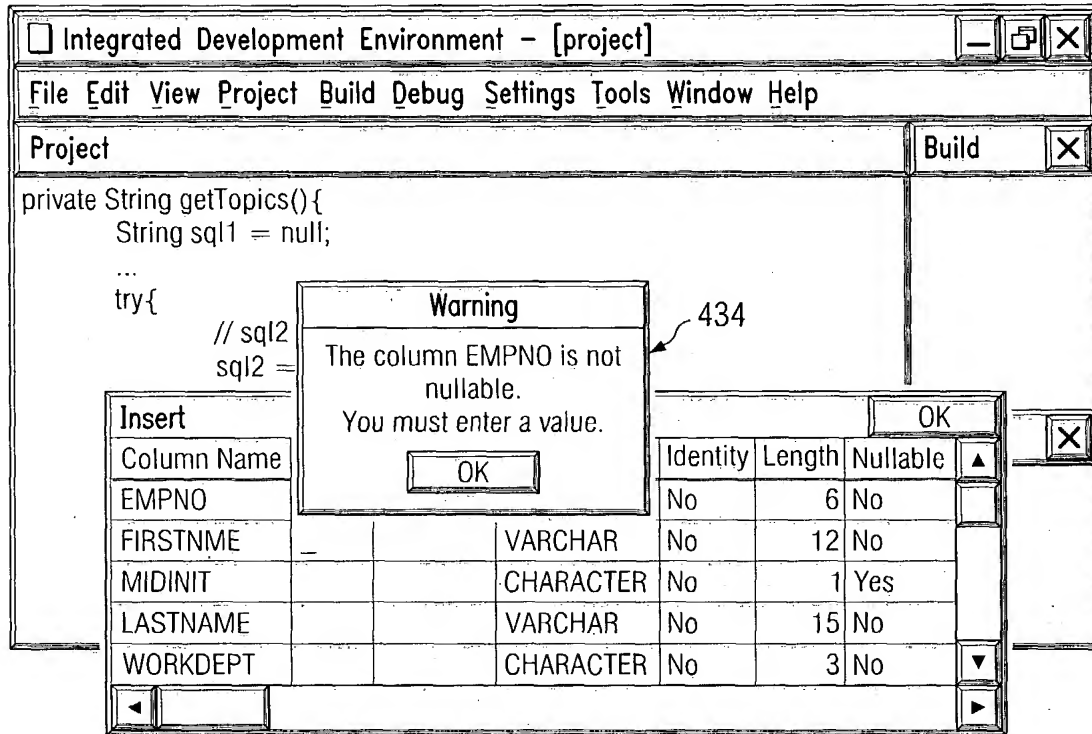 Integrated Development Environment – [project]
File Edit View Project Build Debug Settings Tools Window Help
Project
Build
private String getTopics(){
String sql1 = null;
...
try{
// sql2
sql2 =
Warning
The column EMPNO is not
nullable.
You must enter a value.
OK
434
Insert OK
Column Name Identity Length Nullable
EMPNO No 6 No
FIRSTNME _ VARCHAR No 12 No
MIDINIT CHARACTER No 1 Yes
LASTNAME VARCHAR No 15 No
WORKDEPT CHARACTER No 3 No